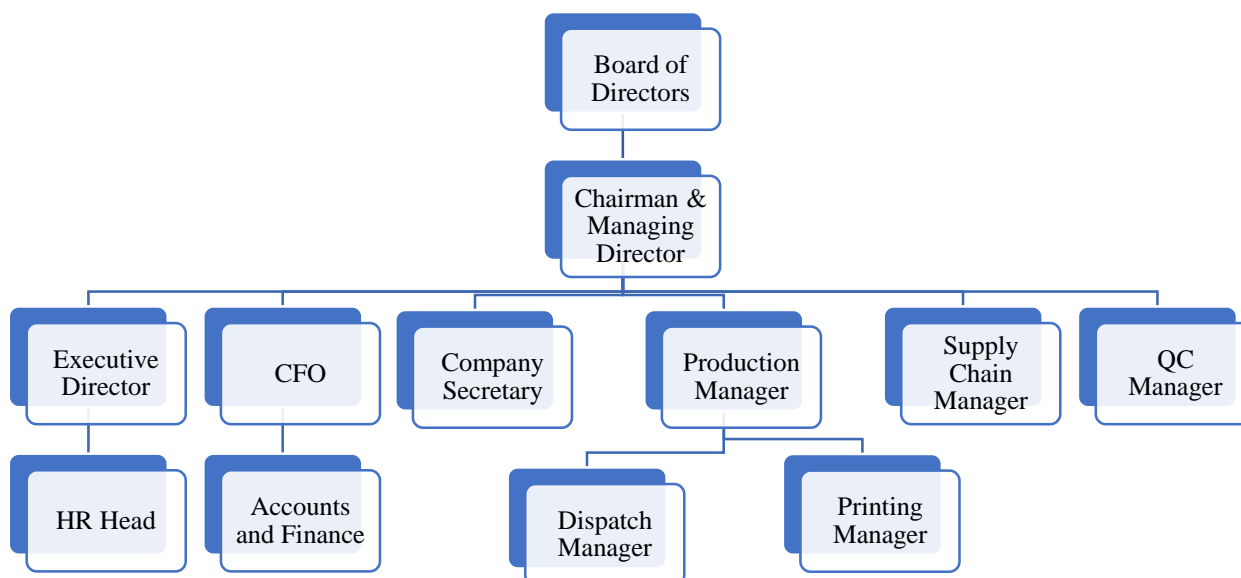 Board of
Directors
Chairman &
Managing
Director
Executive
Director
CFO
Company
Secretary
Production
Manager
Supply
Chain
Manager
QC
Manager
HR Head
Accounts
and Finance
Dispatch
Manager
Printing
Manager